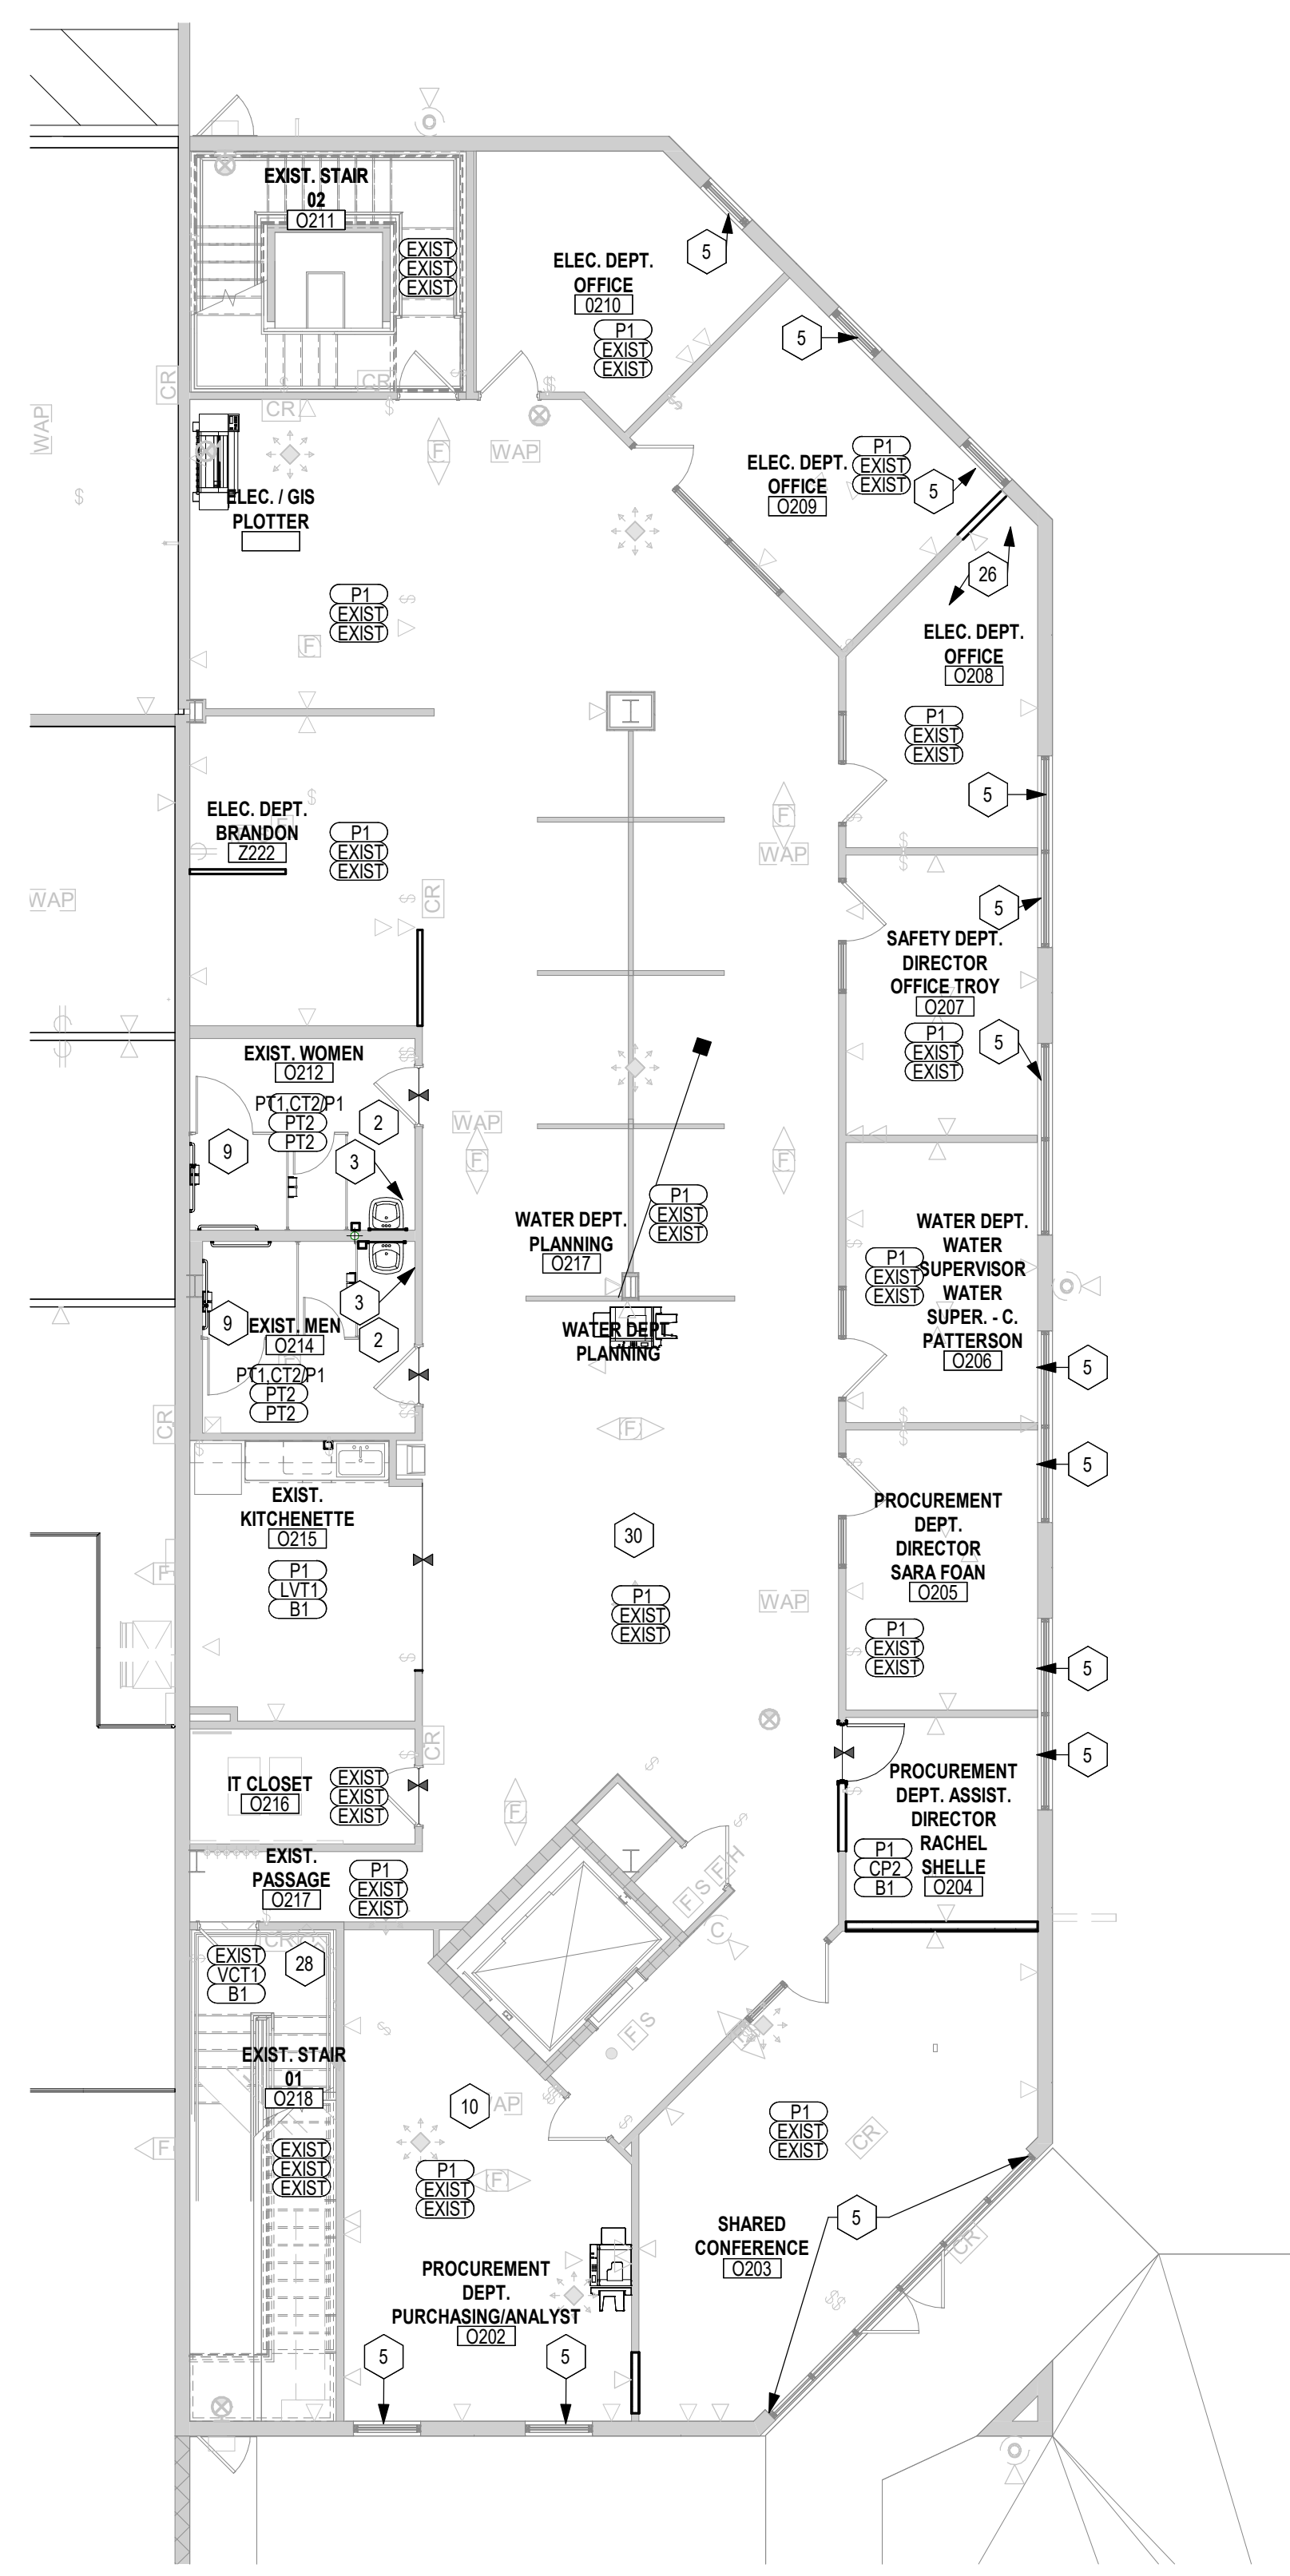 EXIST. STAIR
02
O211
EXIST
EXIST
EXIST
ELEC. DEPT.
OFFICE
0210
P1
EXIST
EXIST
5
5
CR
CR
CR
WAP
F
WAP
ELEC. DEPT.
OFFICE
O209
P1
EXIST
EXIST
5
ELEC. / GIS
PLOTTER
P1
EXIST
EXIST
F
26
ELEC. DEPT.
OFFICE
O208
P1
EXIST
EXIST
5
ELEC. DEPT.
BRANDON
Z222
P1
EXIST
EXIST
F
WAP
WAP
CR
5
SAFETY DEPT.
DIRECTOR
OFFICE TROY
O207
P1
EXIST
EXIST
5
EXIST. WOMEN
O212
PT1,CT2/P1
PT2
PT2
2
9
3
WAP
F
F
P1
EXIST
EXIST
WATER DEPT.
PLANNING
O217
WATER DEPT.
WATER
SUPERVISOR
WATER
SUPER. - C.
PATTERSON
O206
P1
EXIST
EXIST
3
9
2
EXIST. MEN
O214
PT1,CT2/P1
PT2
PT2
WATER DEPT.
PLANNING
5
CR
F
5
EXIST.
KITCHENETTE
O215
P1
LVT1
B1
F
30
P1
EXIST
EXIST
WAP
PROCUREMENT
DEPT.
DIRECTOR
SARA FOAN
O205
P1
EXIST
EXIST
5
CR
5
IT CLOSET
O216
EXIST
EXIST
EXIST
F
PROCUREMENT
DEPT. ASSIST.
DIRECTOR
RACHEL
SHELLE
O204
P1
CP2
B1
EXIST.
PASSAGE
O217
P1
EXIST
EXIST
F S
F H
C
CR
EXIST
VCT1
B1
28
EXIST. STAIR
01
O218
F S
10
AP
P1
EXIST
EXIST
CR
F
EXIST
EXIST
EXIST
P1
EXIST
EXIST
F
5
SHARED
CONFERENCE
O203
CR
PROCUREMENT
DEPT.
PURCHASING/ANALYST
O202
5
5